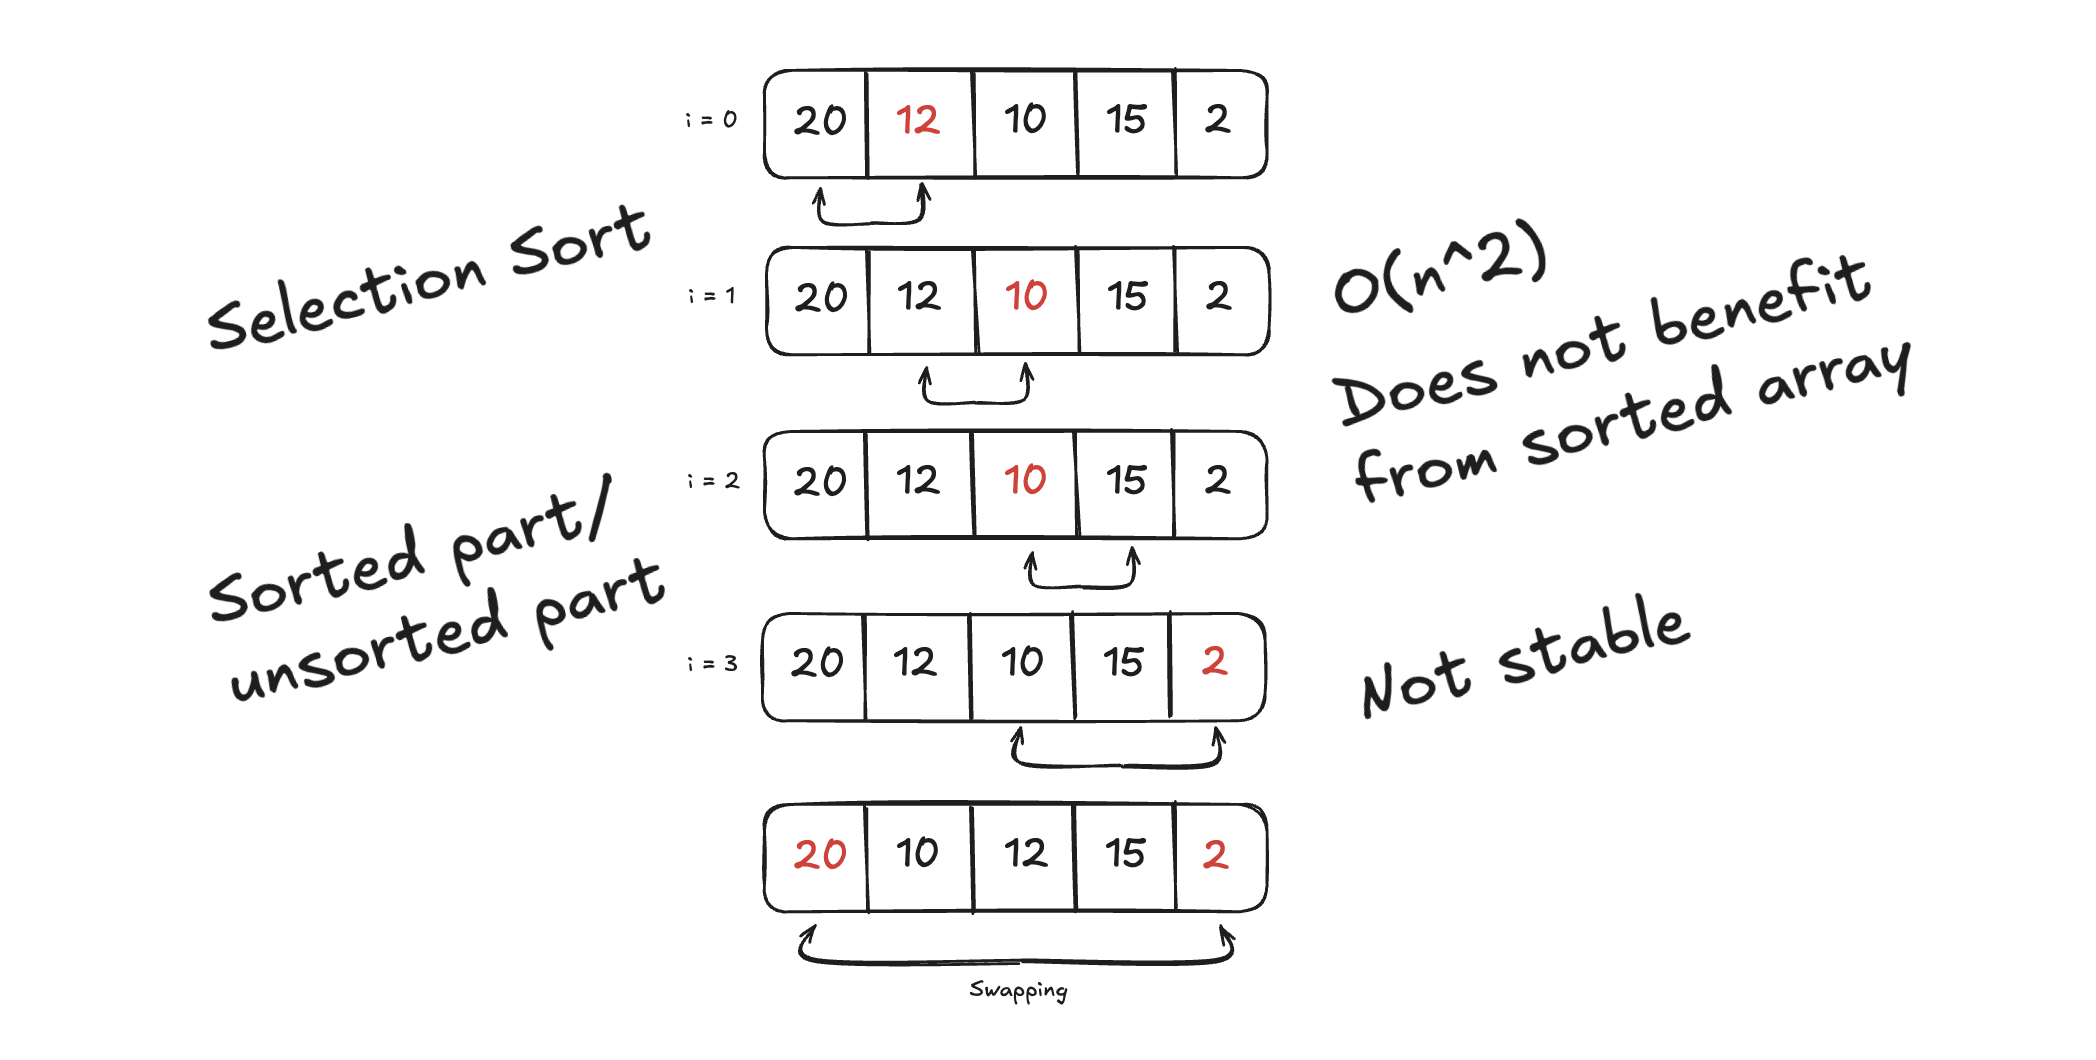 i = 0 20 12 10 15 2
Selection Sort
i = 1 20 12 10 15 2
O(n^2)
Does not benefit
from sorted array
i = 2 20 12 10 15 2
Sorted part/
unsorted part
i = 3 20 12 10 15 2
Not stable
20 10 12 15 2
Swapping